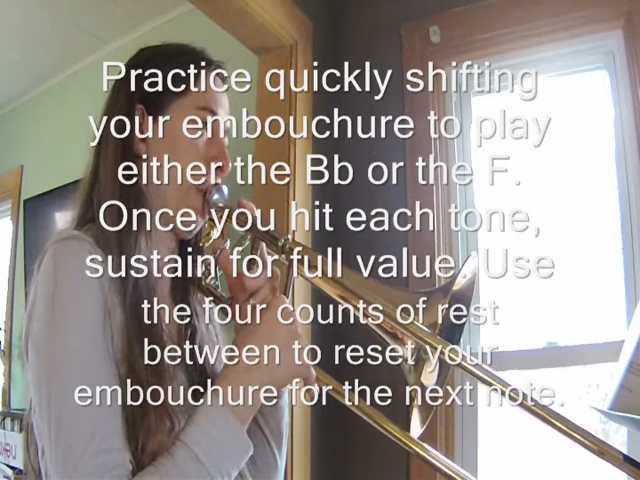 Practice quickly shifting
your embouchure to play
either the Bb or the F.
Once you hit each tone,
sustain for full value. Use
the four counts of rest
between to reset your
embouchure for the next note.